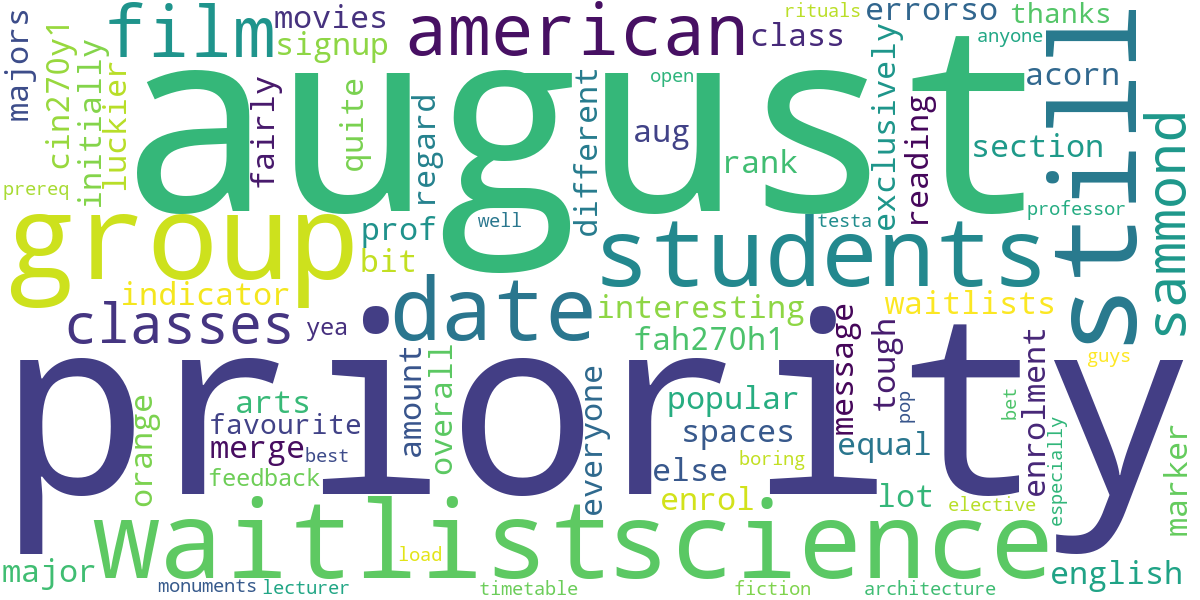 majors
film
movies
signup
american
class
rituals
errorso
thanks
anyone
still
cin270y1
initially
luckier
august
fairly
quite
regard
different
open
aug
rank
exclusively
reading
acorn
section
sammond
prereq
group
prof
bit
well
students
testa
professor
indicator
classes
yea
date
interesting
fah270h1
waitlists
message
tough
enrolment
guys
priority
orange
arts
favourite
merge
best
feedback
amount
overall
everyone
popular
spaces
else
boring
enrol
equal
pop
lot
elective
bet
especially
marker
waitlist
science
load
major
monuments
lecturer
timetable
fiction
architecture
english